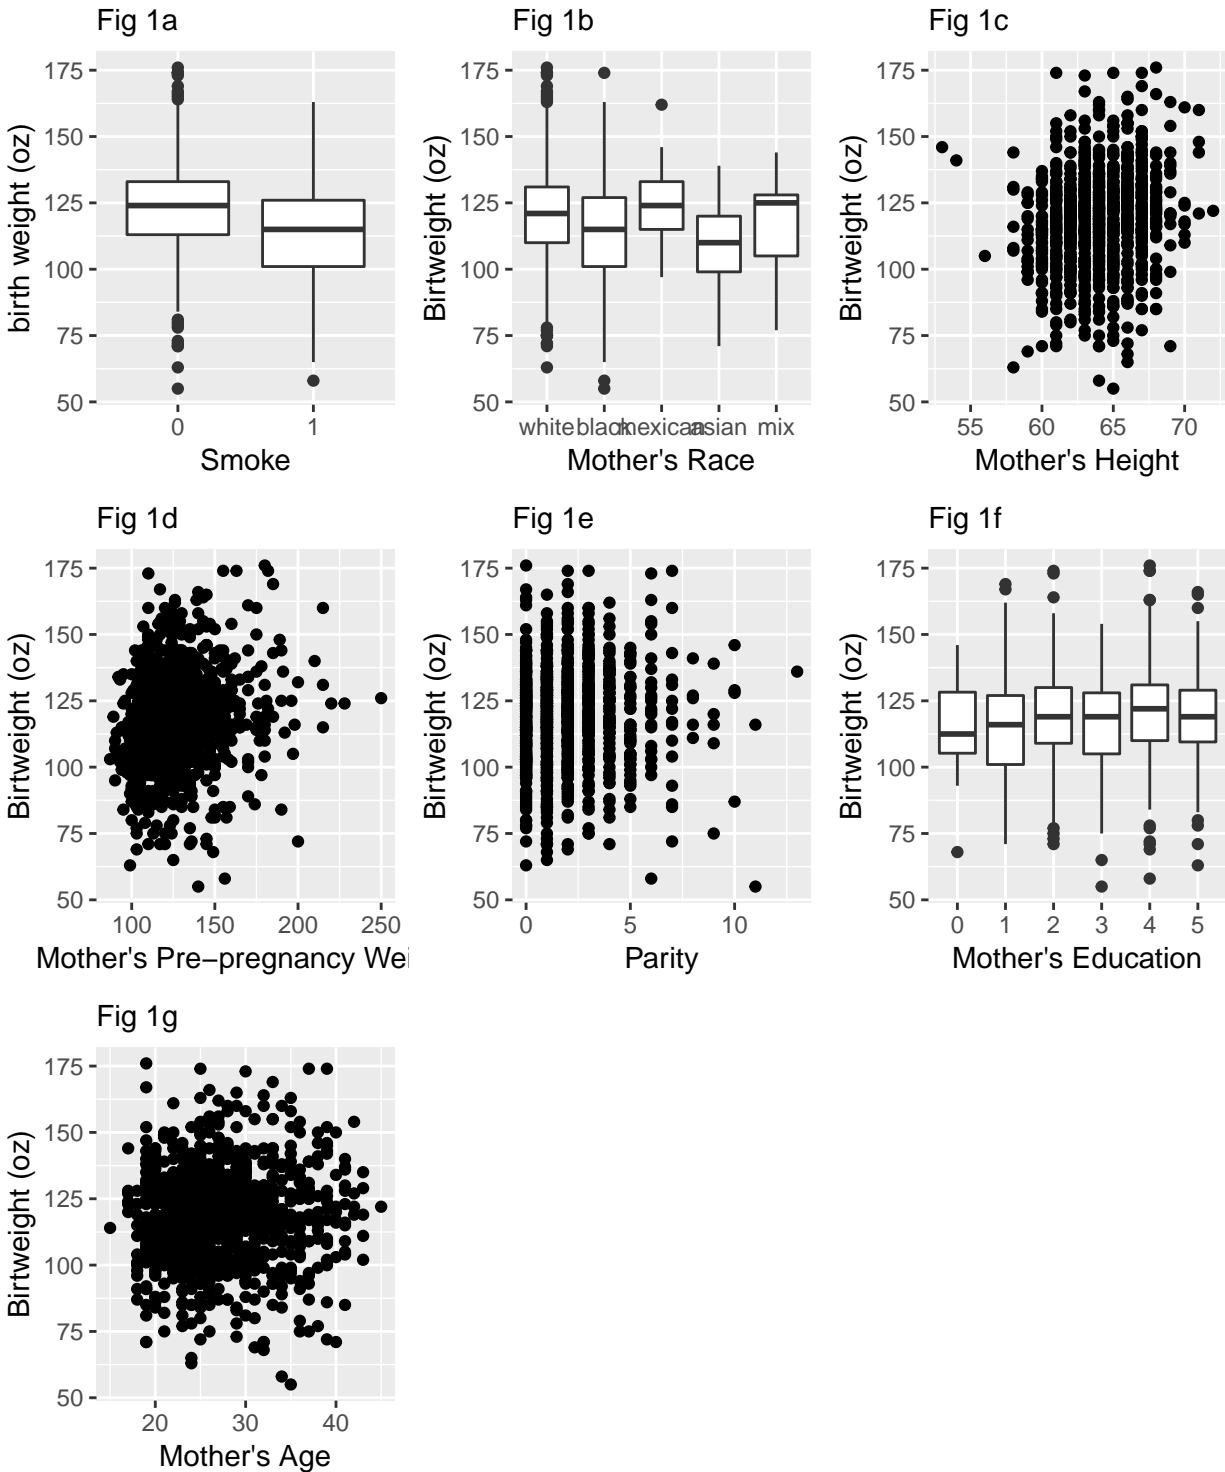 Fig 1a
birth weight (oz)
175
150
125
100
75
50
0 1
Smoke
Fig 1b
Birtweight (oz)
175
150
125
100
75
50
white black mexican asian mix
Mother's Race
Fig 1c
Birtweight (oz)
175
150
125
100
75
50
55 60 65 70
Mother's Height
Fig 1d
Birtweight (oz)
175
150
125
100
75
50
100 150 200 250
Mother's Pre−pregnancy Wei
Fig 1e
Birtweight (oz)
175
150
125
100
75
50
0 5 10
Parity
Fig 1f
Birtweight (oz)
175
150
125
100
75
50
0 1 2 3 4 5
Mother's Education
Fig 1g
Birtweight (oz)
175
150
125
100
75
50
20 30 40
Mother's Age